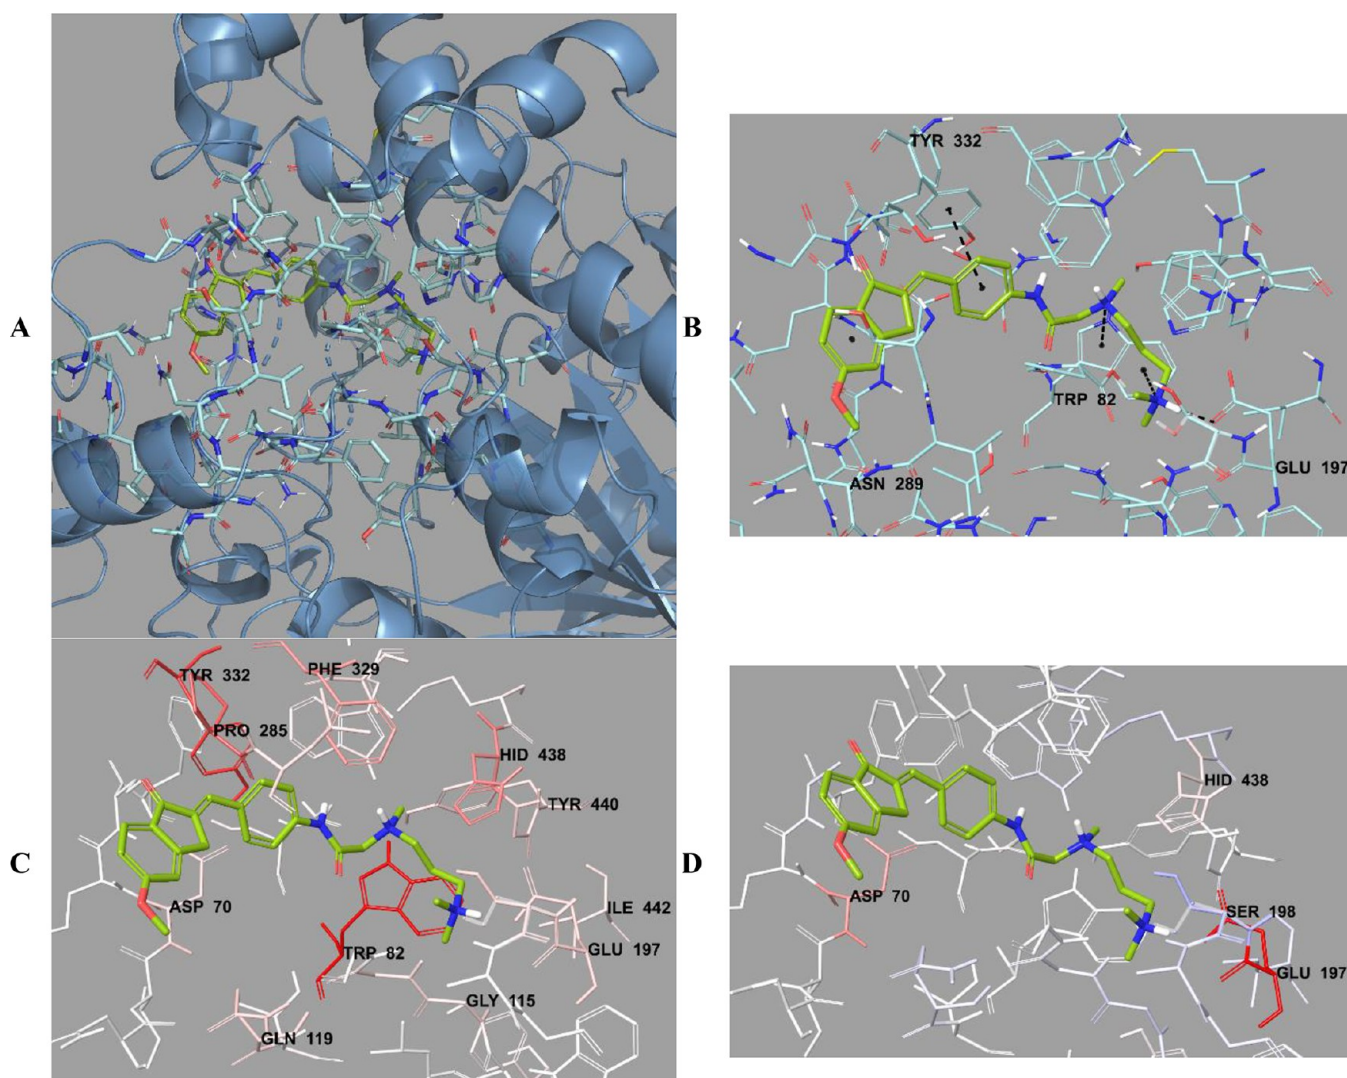 A
TYR 332
B
TRP 82
GLU 197
ASN 289
TYR 332
PHE 329
PRO 285
HID 438
TYR 440
C
ASP 70
ILE 442
TRP 82
GLU 197
GLY 115
GLN 119
HID 438
D
ASP 70
SER 198
GLU 197